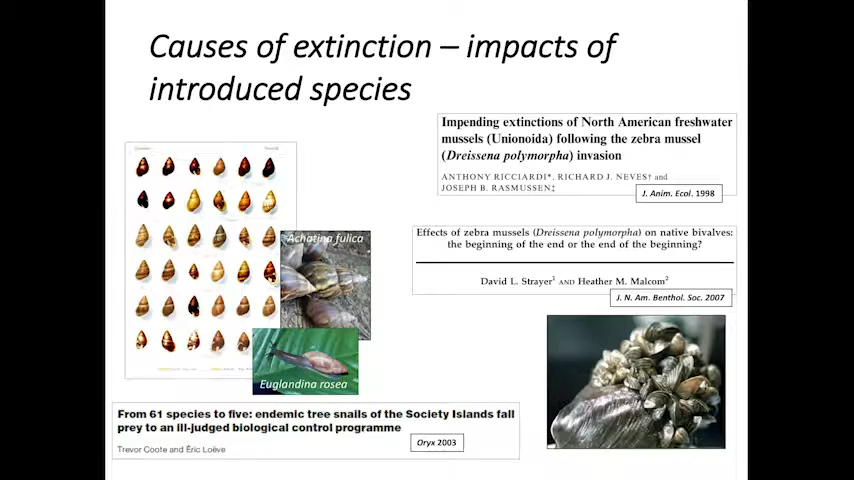 Causes of extinction – impacts of
introduced species
Impending extinctions of North American freshwater
mussels (Unionoida) following the zebra mussel
(Dreissena polymorpha) invasion
ANTHONY RICCIARDI*, RICHARD J. NEVES† and
JOSEPH B. RASMUSSEN‡
J. Anim. Ecol. 1998
Achatina fulica
Effects of zebra mussels (Dreissena polymorpha) on native bivalves:
the beginning of the end or the end of the beginning?
David L. Strayer¹ AND Heather M. Malcom²
J. N. Am. Benthol. Soc. 2007
Euglandina rosea
From 61 species to five: endemic tree snails of the Society Islands fall
prey to an ill-judged biological control programme
Oryx 2003
Trevor Coote and Éric Loève